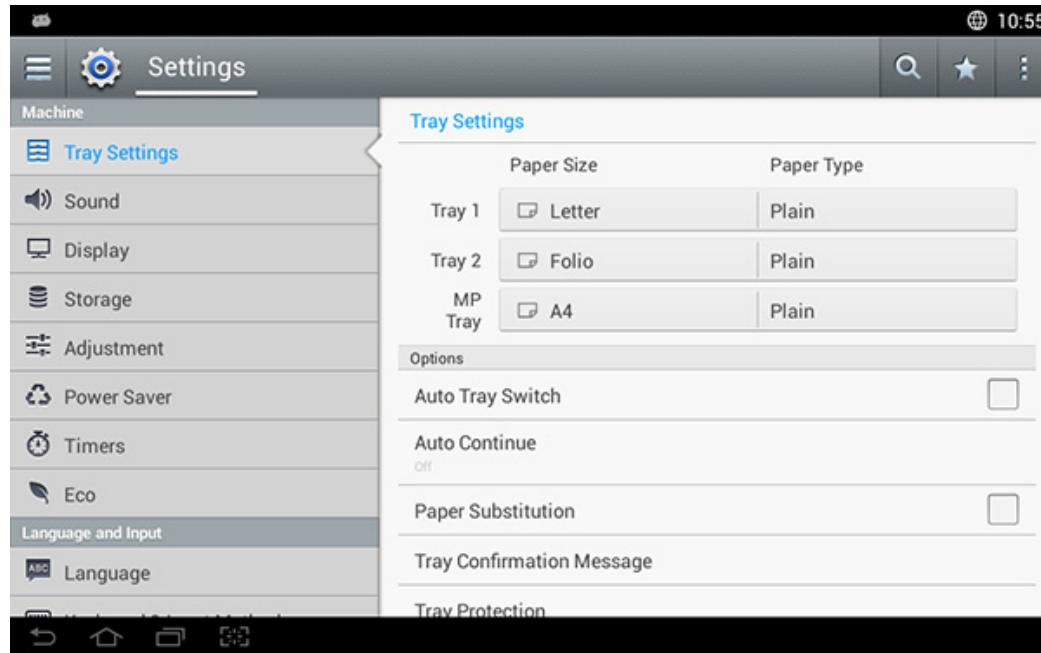 10:55
Settings
Machine
Tray Settings
Sound
Display
Storage
Adjustment
Power Saver
Timers
Eco
Language and Input
ABC
Language
Tray Settings
Paper Size Paper Type
Tray 1 Letter Plain
Tray 2 Folio Plain
MP
Tray A4 Plain
Options
Auto Tray Switch
Auto Continue
Off
Paper Substitution
Tray Confirmation Message
Tray Protection